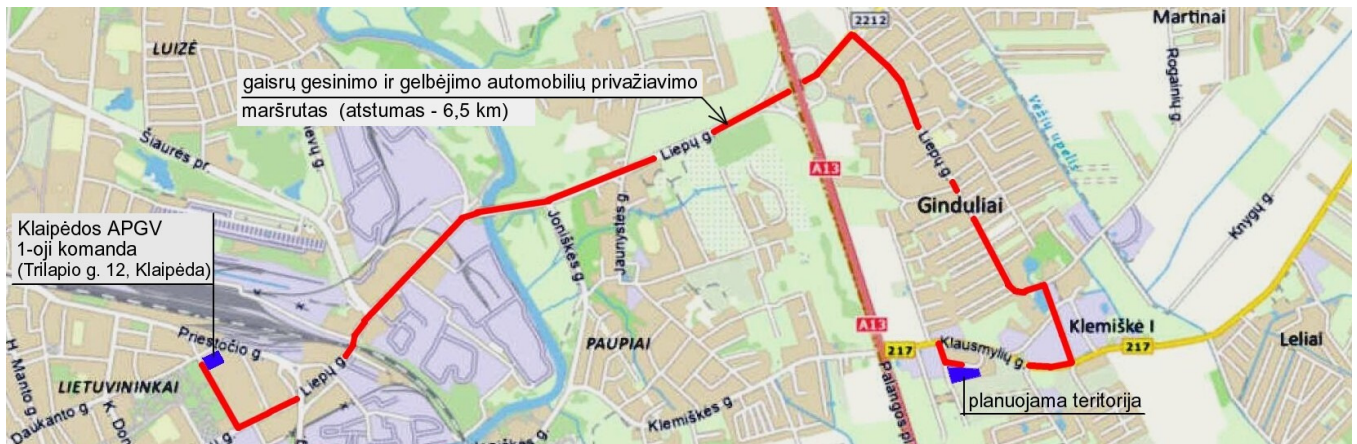 2212
Martinai
LUIZĖ
Rogainių g.
gaisrų gesinimo ir gelbėjimo automobilių privažiavimo
maršrutas (atstumas - 6,5 km)
Vėžių upelis
Šiaurės pr.
Liepų g.
Liepų g.
A13
Ginduliai
Knygų g.
Klaipėdos APGV
1-oji komanda
(Trilapio g. 12, Klaipėda)
Joniškės g.
Jaunystės g.
A13
Klemiškė I
217
217
Leliai
Priestočio g.
PAUPIAI
Klausmylių g.
H. Manto g.
LIETUVININKAI
Liepų g.
Daukanto g.
K. Don
Klemiškės g.
Palangos pl
planuojama teritorija